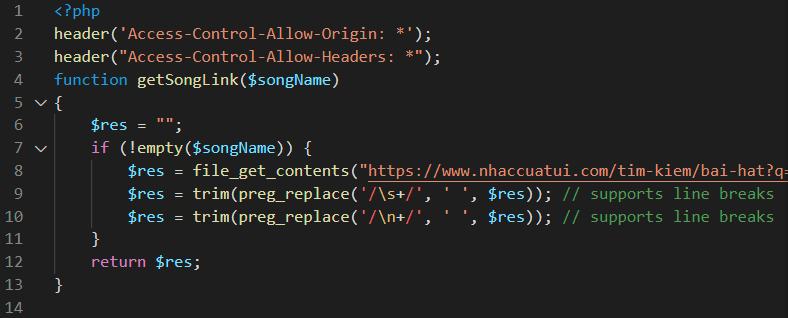 1 <?php
2 header('Access-Control-Allow-Origin: *');
3 header("Access-Control-Allow-Headers: *");
4 function getSongLink($songName)
5 {
6 $res = "";
7 if (!empty($songName)) {
8 $res = file_get_contents("https://www.nhaccuatui.com/tim-kiem/bai-hat?q=
9 $res = trim(preg_replace('/\s+/', ' ', $res)); // supports line breaks
10 $res = trim(preg_replace('/\n+/', ' ', $res)); // supports line breaks
11 }
12 return $res;
13 }
14